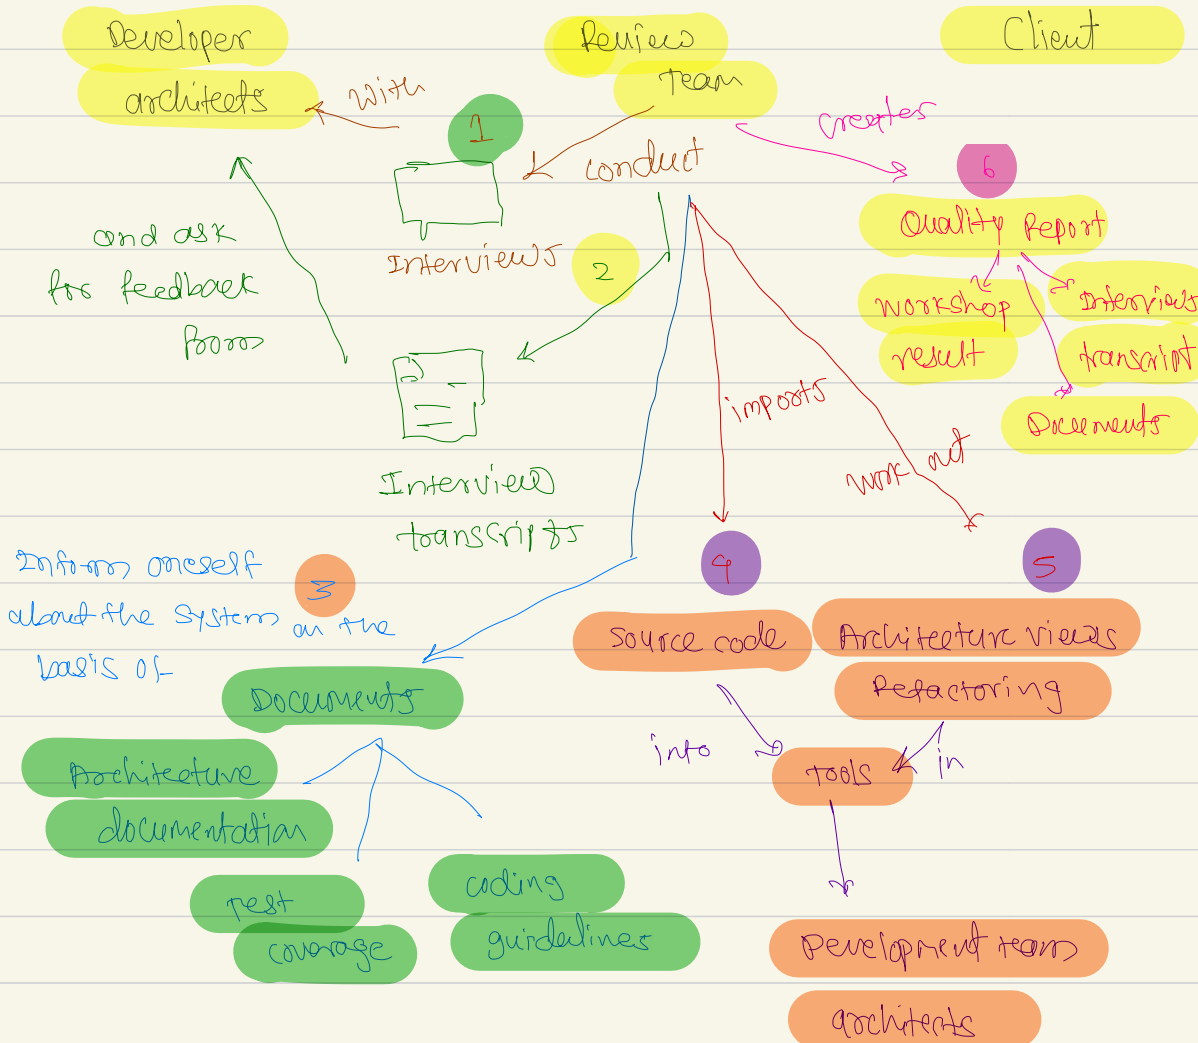 Developer
architects
Review
Team
Client
With
1
conduct
creates
6
Interviews
2
Quality Report
workshop
result
Interviews
transcript
Documents
and ask
for feedback
from
imports
work out
Interview
transcripts
Inform oneself
about the System
on the
basis of
3
4
5
Documents
Source code
Architecture views
Refactoring
Architecture
documentation
into
Tools
in
Test
coverage
coding
guidelines
Development team
architects